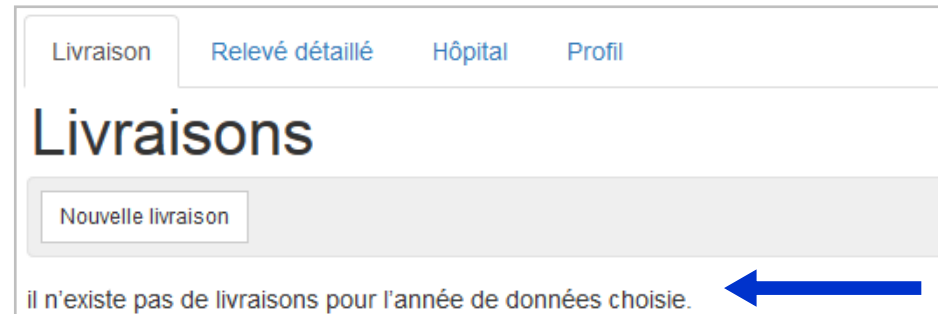 Livraison Relevé détaillé Hôpital Profil
Livraisons
Nouvelle livraison
il n’existe pas de livraisons pour l’année de données choisie.